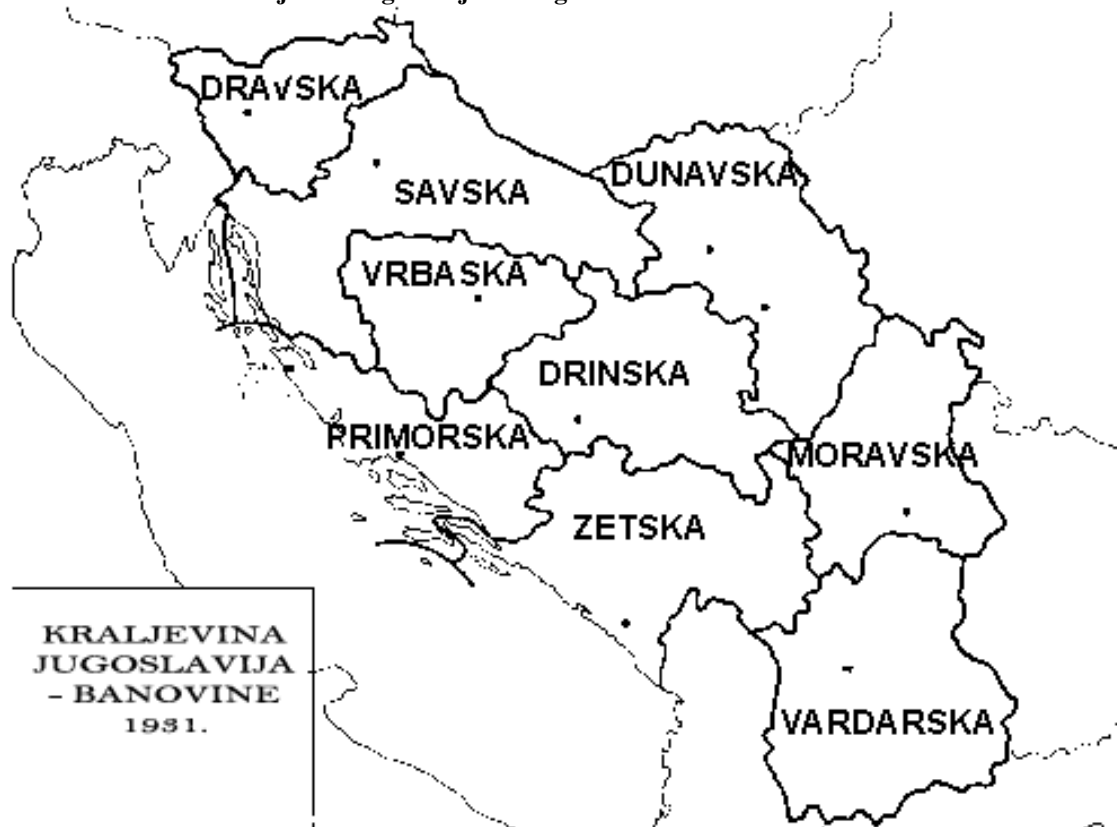 DRAVSKA
DUNAVSKA
SAVSKA
VRBASKA
DRINSKA
PRIMORSKA
MORAVSKA
ZETSKA
KRALJEVINA
JUGOSLAVIJA
– BANOVINE
1931.
VARDARSKA